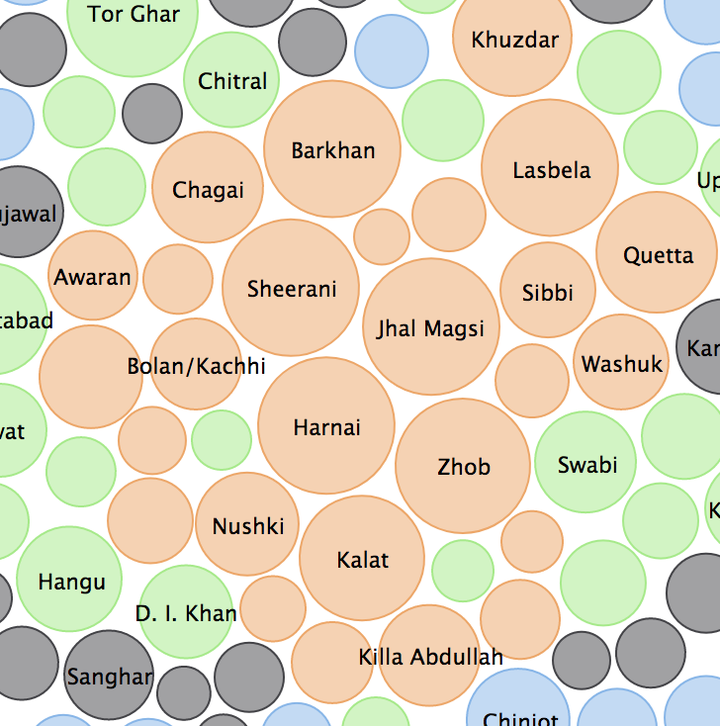 Tor Ghar
Khuzdar
Chitral
Barkhan
Lasbela
Up
Chagai
ujawal
Quetta
Awaran
Sheerani
Sibbi
tabad
Jhal Magsi
Kar
Bolan/Kachhi
Washuk
Harnai
vat
Zhob
Swabi
K
Nushki
Kalat
Hangu
D. I. Khan
Killa Abdullah
Sanghar
Chiniot